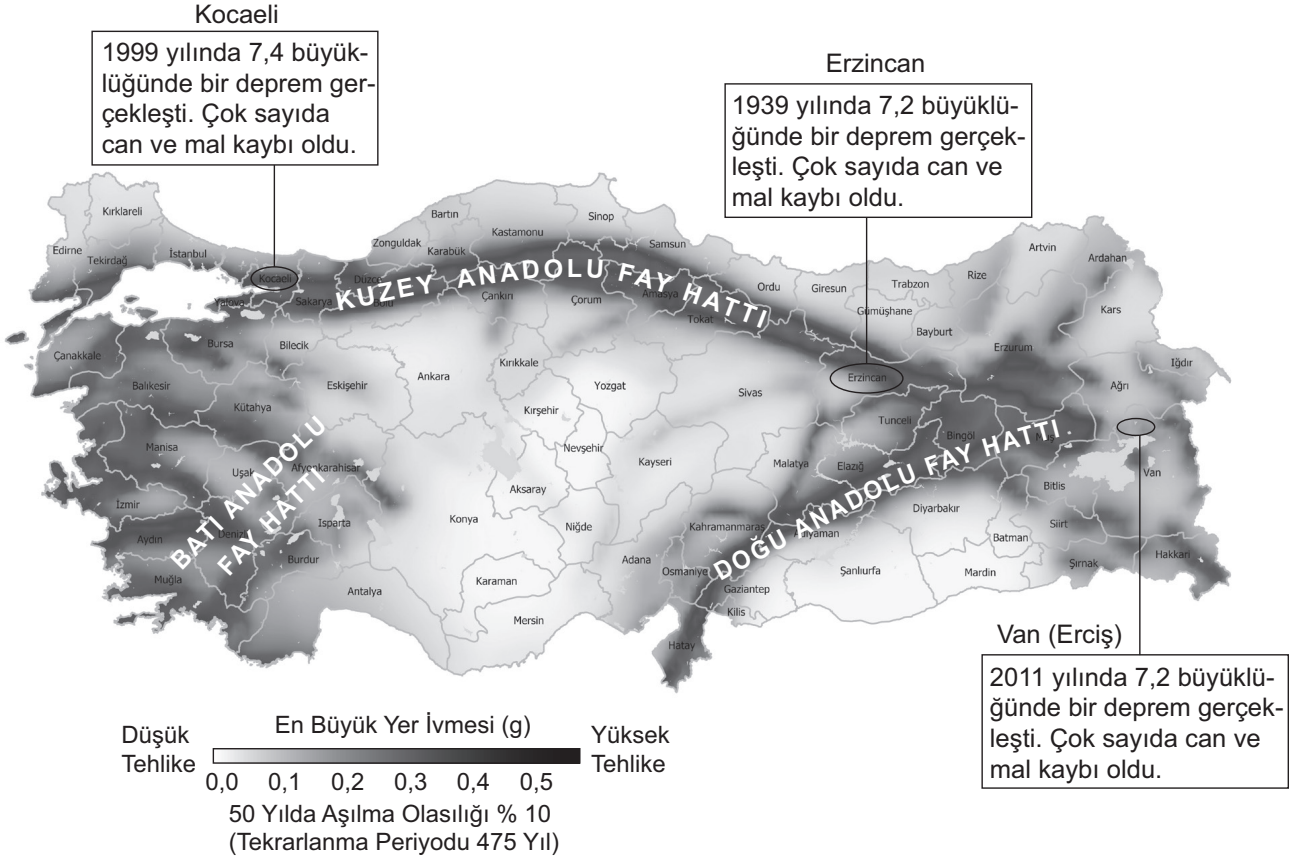 Kocaeli
1999 yılında 7,4 büyük-
lüğünde bir deprem ger-
çekleşti. Çok sayıda
can ve mal kaybı oldu.
Erzincan
1939 yılında 7,2 büyüklü-
ğünde bir deprem gerçek-
leşti. Çok sayıda can ve
mal kaybı oldu.
Kırklareli
Edirne
Tekirdağ
İstanbul
Kocaeli
Yalova
Sakarya
Düzce
Bolu
Zonguldak
Bartın
Karabük
Kastamonu
Sinop
Samsun
Çankırı
Çorum
Amasya
Tokat
Ordu
Giresun
Trabzon
Gümüşhane
Rize
Bayburt
Artvin
Ardahan
Kars
KUZEY ANADOLU FAY HATTI
Çanakkale
Bursa
Bilecik
Balıkesir
Kütahya
Eskişehir
Ankara
Kırıkkale
Yozgat
Sivas
Erzincan
Erzurum
Iğdır
Ağrı
Kırşehir
Tunceli
Bingöl
Muş
Manisa
Uşak
Afyonkarahisar
Nevşehir
Kayseri
Malatya
Elazığ
Van
Bitlis
İzmir
Aksaray
Konya
Isparta
Niğde
Kahramanmaraş
Adıyaman
Diyarbakır
Siirt
Batman
Aydın
Denizli
Burdur
Adana
Osmaniye
Hakkari
Şırnak
Muğla
Antalya
Karaman
Mersin
Gaziantep
Kilis
Şanlıurfa
Mardin
Hatay
BATI ANADOLU
FAY HATTI
DOĞU ANADOLU FAY HATTI
Van (Erciş)
2011 yılında 7,2 büyüklü-
ğünde bir deprem gerçek-
leşti. Çok sayıda can ve
mal kaybı oldu.
En Büyük Yer İvmesi (g)
Düşük
Tehlike
Yüksek
Tehlike
0,0 0,1 0,2 0,3 0,4 0,5
50 Yılda Aşılma Olasılığı % 10
(Tekrarlanma Periyodu 475 Yıl)